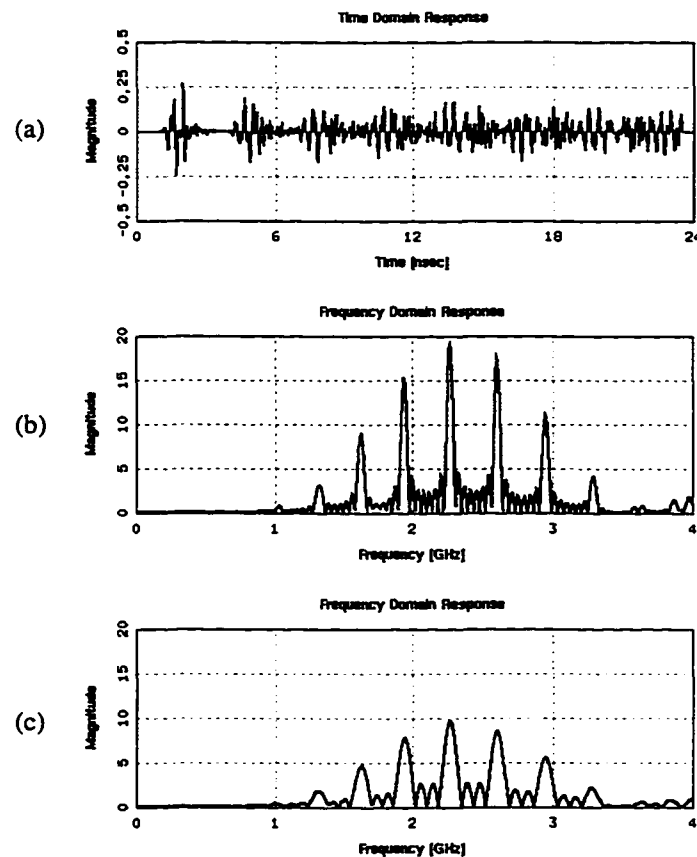 Time Domain Response
(a)
Magnitude
0,5
0,25
0
-0,25
-0,5
0 6 12 18 24
Time [nsec]
Frequency Domain Response
(b)
Magnitude
20
15
10
5
0
0 1 2 3 4
Frequency [GHz]
Frequency Domain Response
(c)
Magnitude
20
15
10
5
0
0 1 2 3 4
Frequency [GHz]